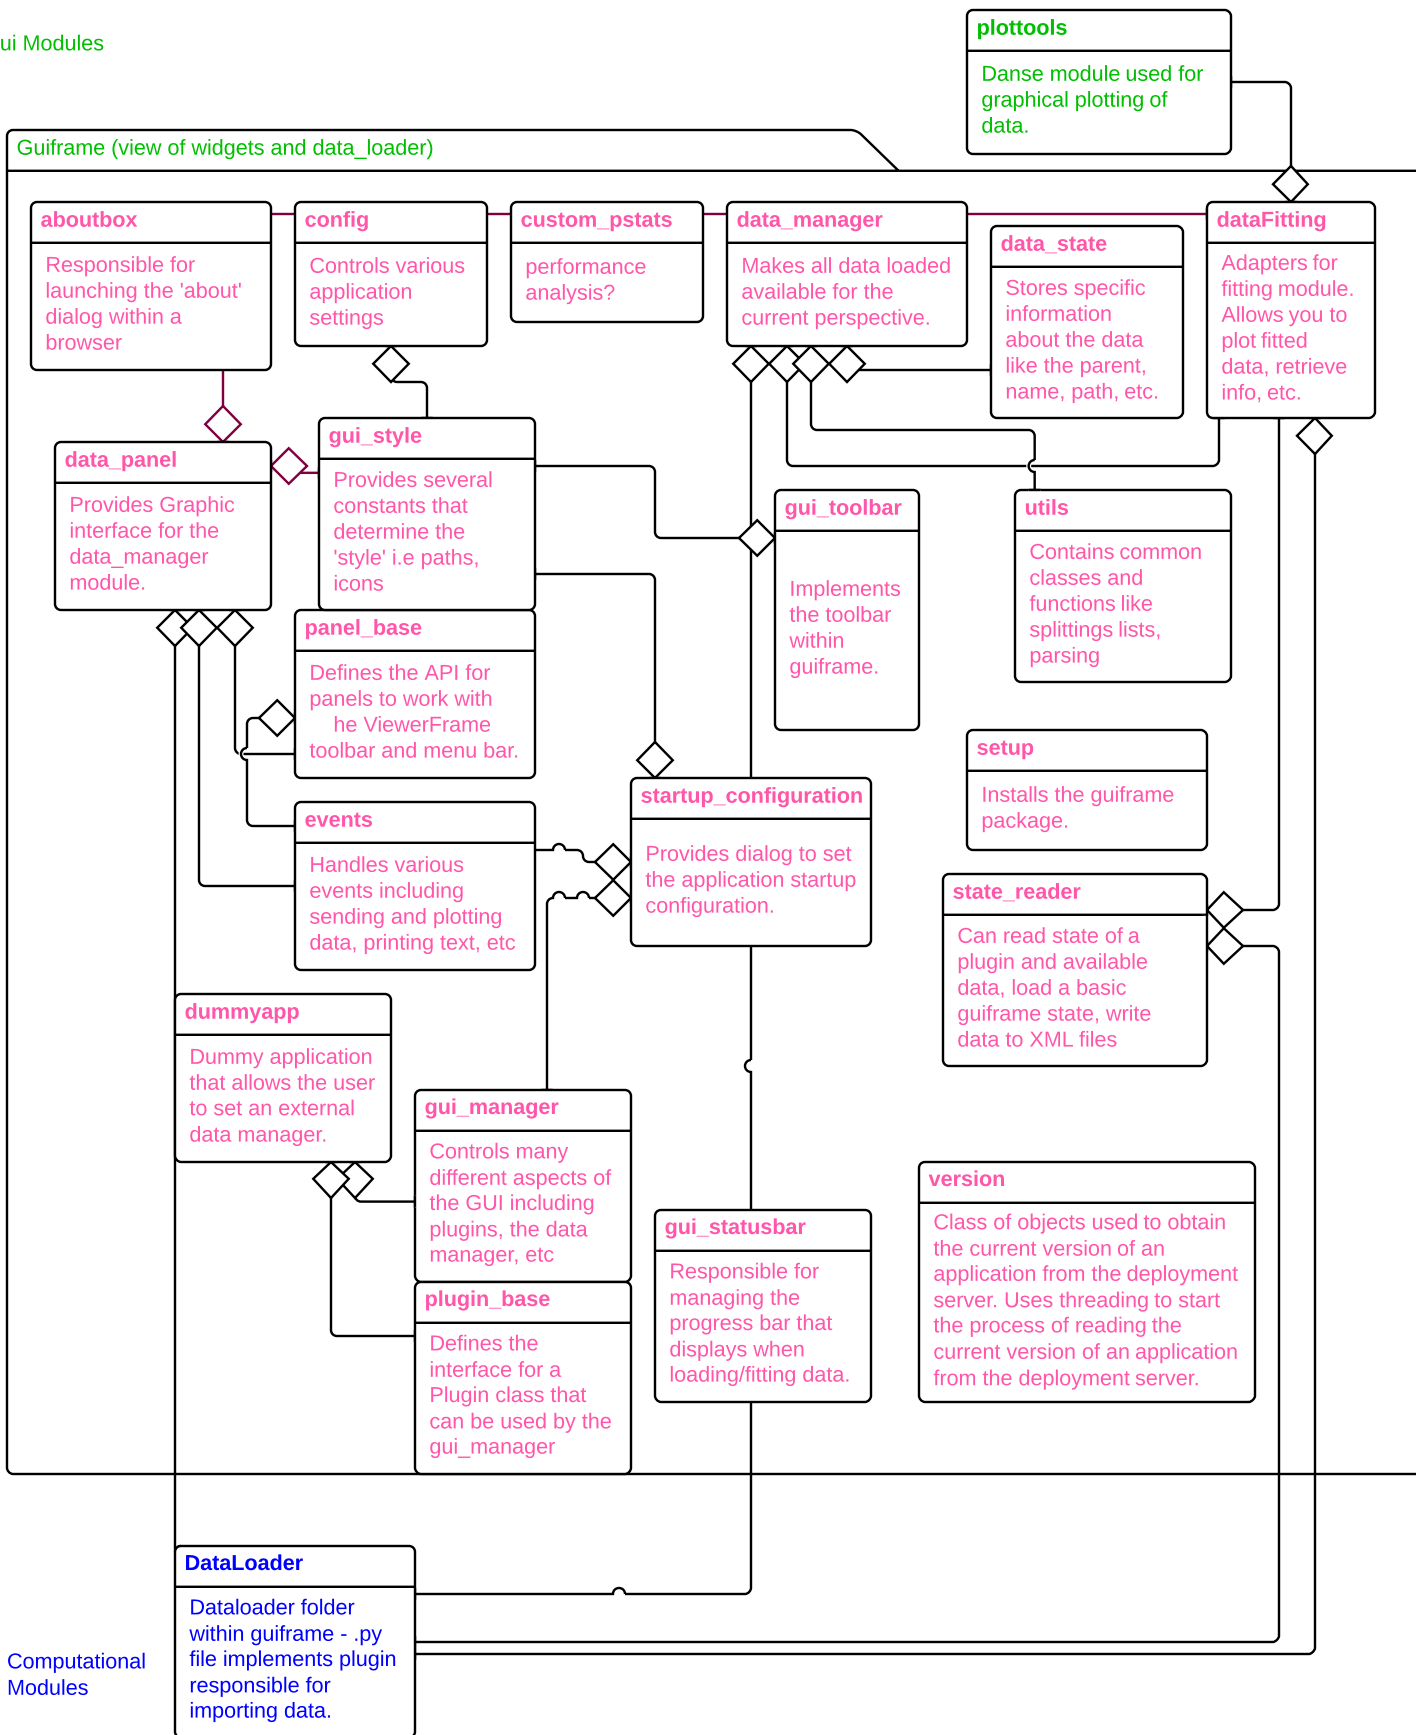 ui Modules
plottools
Danse module used for
graphical plotting of
data.
Guiframe (view of widgets and data_loader)
aboutbox
Responsible for
launching the 'about'
dialog within a
browser
config
Controls various
application
settings
custom_pstats
performance
analysis?
data_manager
Makes all data loaded
available for the
current perspective.
data_state
Stores specific
information
about the data
like the parent,
name, path, etc.
dataFitting
Adapters for
fitting module.
Allows you to
plot fitted
data, retrieve
info, etc.
data_panel
Provides Graphic
interface for the
data_manager
module.
gui_style
Provides several
constants that
determine the
'style' i.e paths,
icons
gui_toolbar
Implements
the toolbar
within
guiframe.
utils
Contains common
classes and
functions like
splittings lists,
parsing
panel_base
Defines the API for
panels to work with
he ViewerFrame
toolbar and menu bar.
setup
Installs the guiframe
package.
startup_configuration
Provides dialog to set
the application startup
configuration.
events
Handles various
events including
sending and plotting
data, printing text, etc
state_reader
Can read state of a
plugin and available
data, load a basic
guiframe state, write
data to XML files
dummyapp
Dummy application
that allows the user
to set an external
data manager.
gui_manager
Controls many
different aspects of
the GUI including
plugins, the data
manager, etc
version
Class of objects used to obtain
the current version of an
application from the deployment
server. Uses threading to start
the process of reading the
current version of an application
from the deployment server.
gui_statusbar
Responsible for
managing the
progress bar that
displays when
loading/fitting data.
plugin_base
Defines the
interface for a
Plugin class that
can be used by the
gui_manager
DataLoader
Dataloader folder
within guiframe - .py
file implements plugin
responsible for
importing data.
Computational
Modules